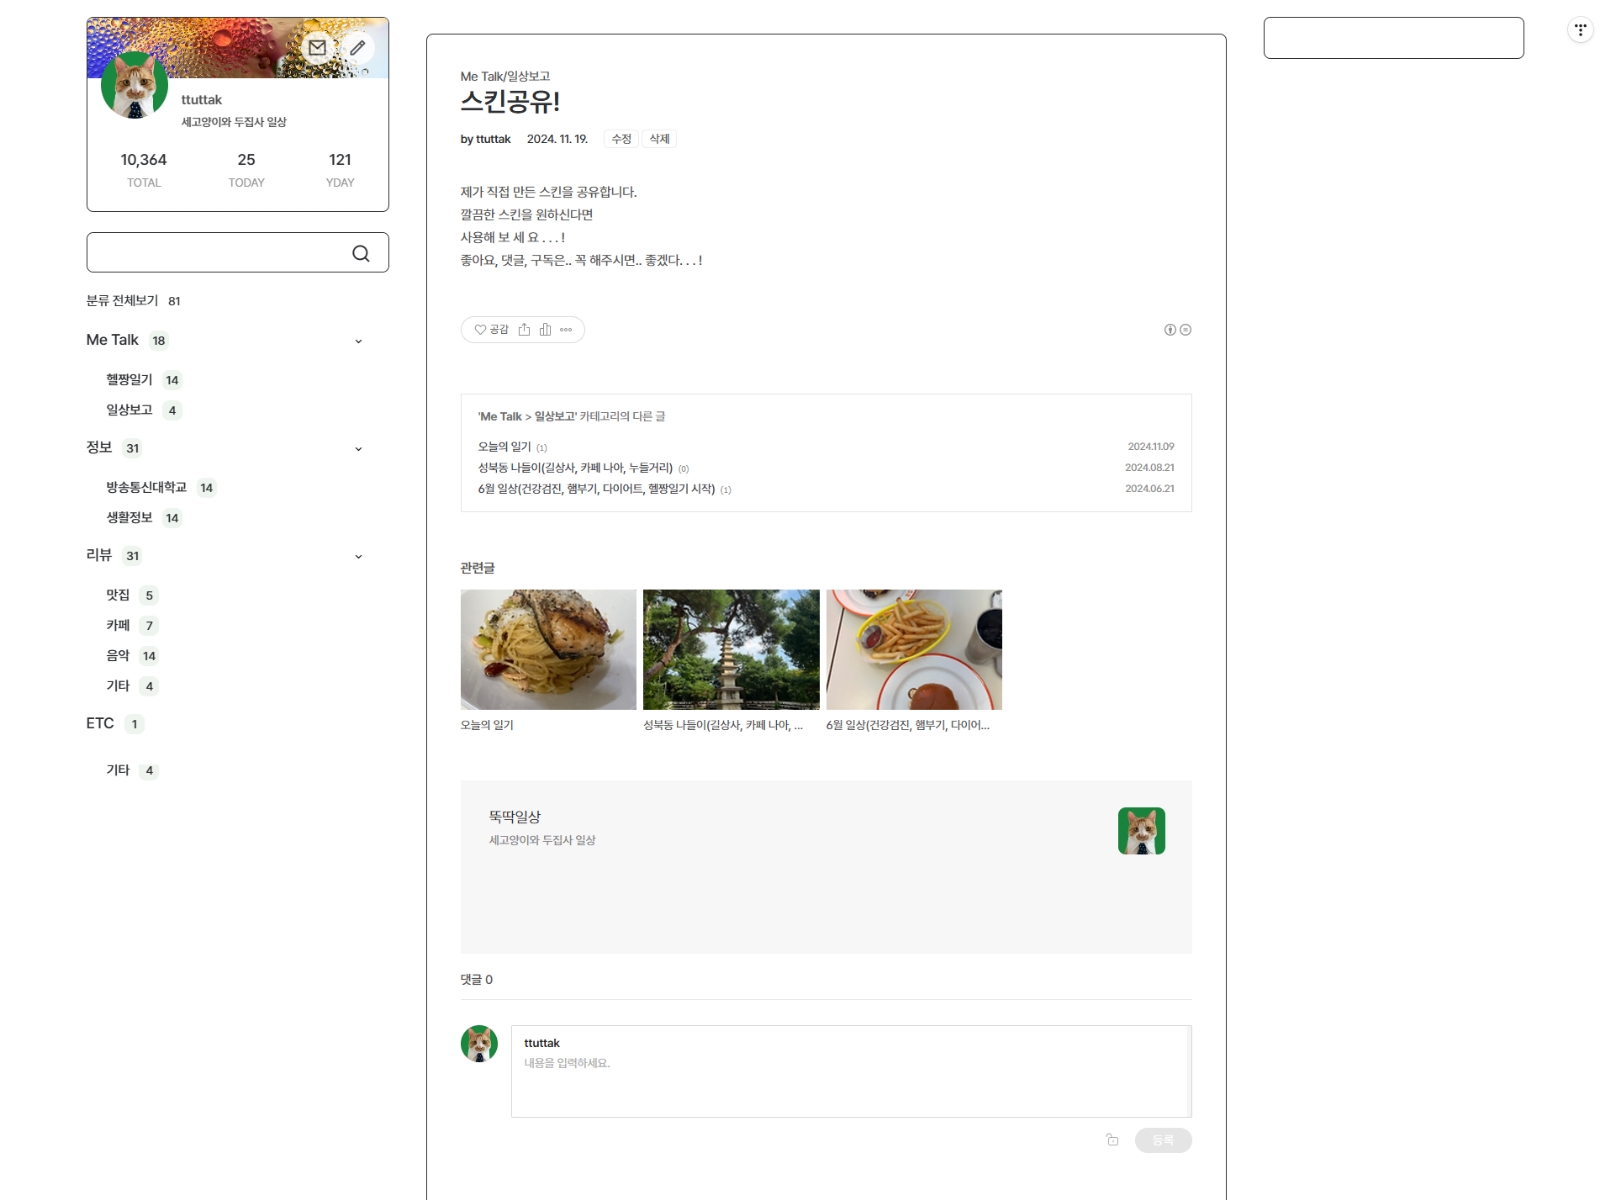 ttuttak
세고양이와 두집사 일상
10,364 25 121
TOTAL TODAY YDAY
분류 전체보기 81
Me Talk 18
헬짱일기 14
일상보고 4
정보 31
방송통신대학교 14
생활정보 14
리뷰 31
맛집 5
카페 7
음악 14
기타 4
ETC 1
기타 4
Me Talk/일상보고
스킨공유!
by ttuttak 2024. 11. 19. 수정 삭제
제가 직접 만든 스킨을 공유합니다.
깔끔한 스킨을 원하신다면
사용해 보 세 요 . . . !
좋아요, 댓글, 구독은.. 꼭 해주시면.. 좋겠다. . . !
공감
'Me Talk > 일상보고' 카테고리의 다른 글
오늘의 일기 (1) 2024.11.09
성북동 나들이(길상사, 카페 나아, 누들거리) (0) 2024.08.21
6월 일상(건강검진, 햄부기, 다이어트, 헬짱일기 시작) (1) 2024.06.21
관련글
오늘의 일기
성북동 나들이(길상사, 카페 나아, ...
6월 일상(건강검진, 햄부기, 다이어...
뚝딱일상
세고양이와 두집사 일상
댓글 0
ttuttak
내용을 입력하세요.
등록